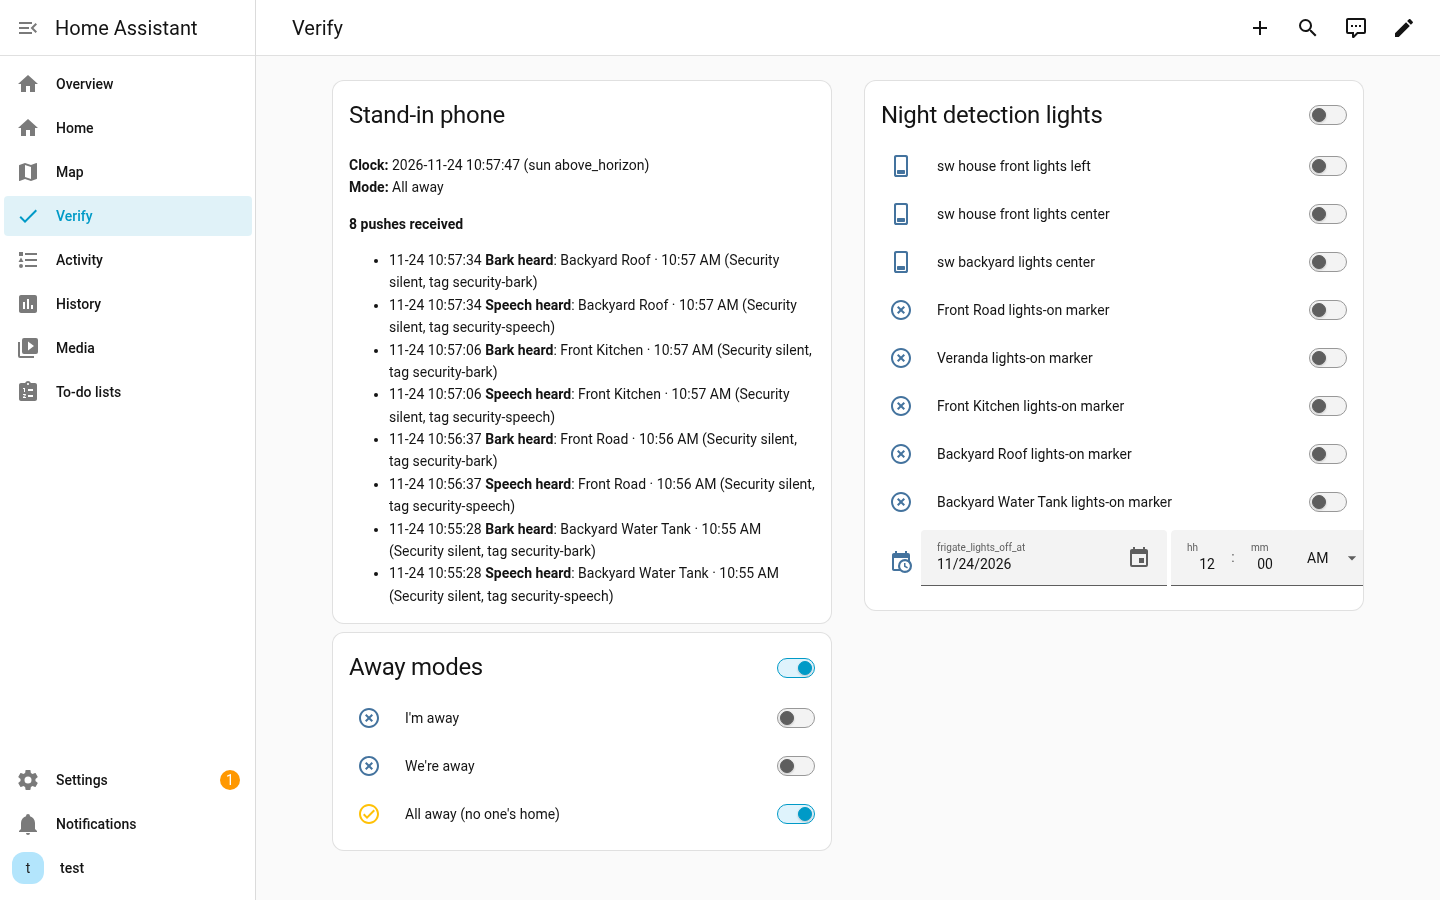 Home Assistant
Overview
Home
Map
Verify
Activity
History
Media
To-do lists
Settings
1
Notifications
t
test
Verify
Stand-in phone
Clock: 2026-11-24 10:57:47 (sun above_horizon)
Mode: All away
8 pushes received
11-24 10:57:34 Bark heard: Backyard Roof · 10:57 AM (Security
silent, tag security-bark)
11-24 10:57:34 Speech heard: Backyard Roof · 10:57 AM (Security
silent, tag security-speech)
11-24 10:57:06 Bark heard: Front Kitchen · 10:57 AM (Security silent,
tag security-bark)
11-24 10:57:06 Speech heard: Front Kitchen · 10:57 AM (Security
silent, tag security-speech)
11-24 10:56:37 Bark heard: Front Road · 10:56 AM (Security silent,
tag security-bark)
11-24 10:56:37 Speech heard: Front Road · 10:56 AM (Security silent,
tag security-speech)
11-24 10:55:28 Bark heard: Backyard Water Tank · 10:55 AM
(Security silent, tag security-bark)
11-24 10:55:28 Speech heard: Backyard Water Tank · 10:55 AM
(Security silent, tag security-speech)
Away modes
I'm away
We're away
All away (no one's home)
Night detection lights
sw house front lights left
sw house front lights center
sw backyard lights center
Front Road lights-on marker
Veranda lights-on marker
Front Kitchen lights-on marker
Backyard Roof lights-on marker
Backyard Water Tank lights-on marker
frigate_lights_off_at
11/24/2026
hh mm
12 : 00 AM